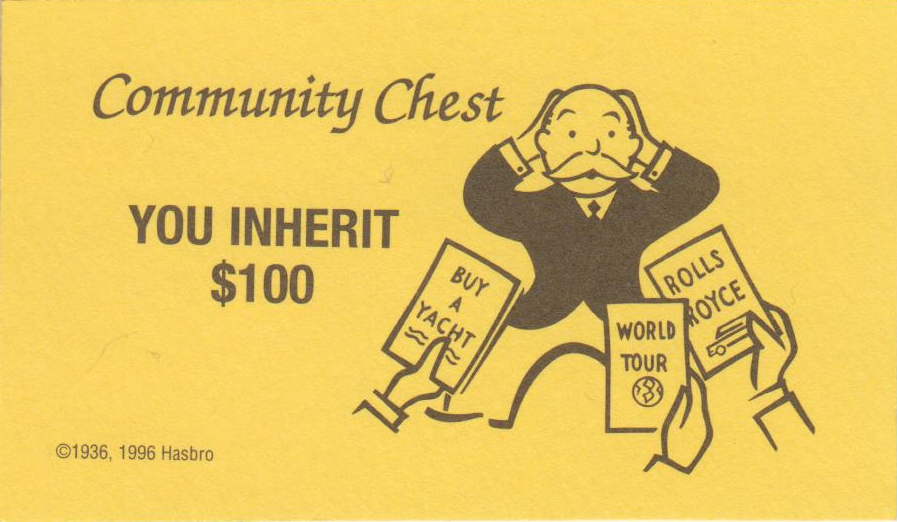 Community Chest
YOU INHERIT
$100
BUY
A
YACHT
WORLD
TOUR
ROLLS
ROYCE
©1936, 1996 Hasbro